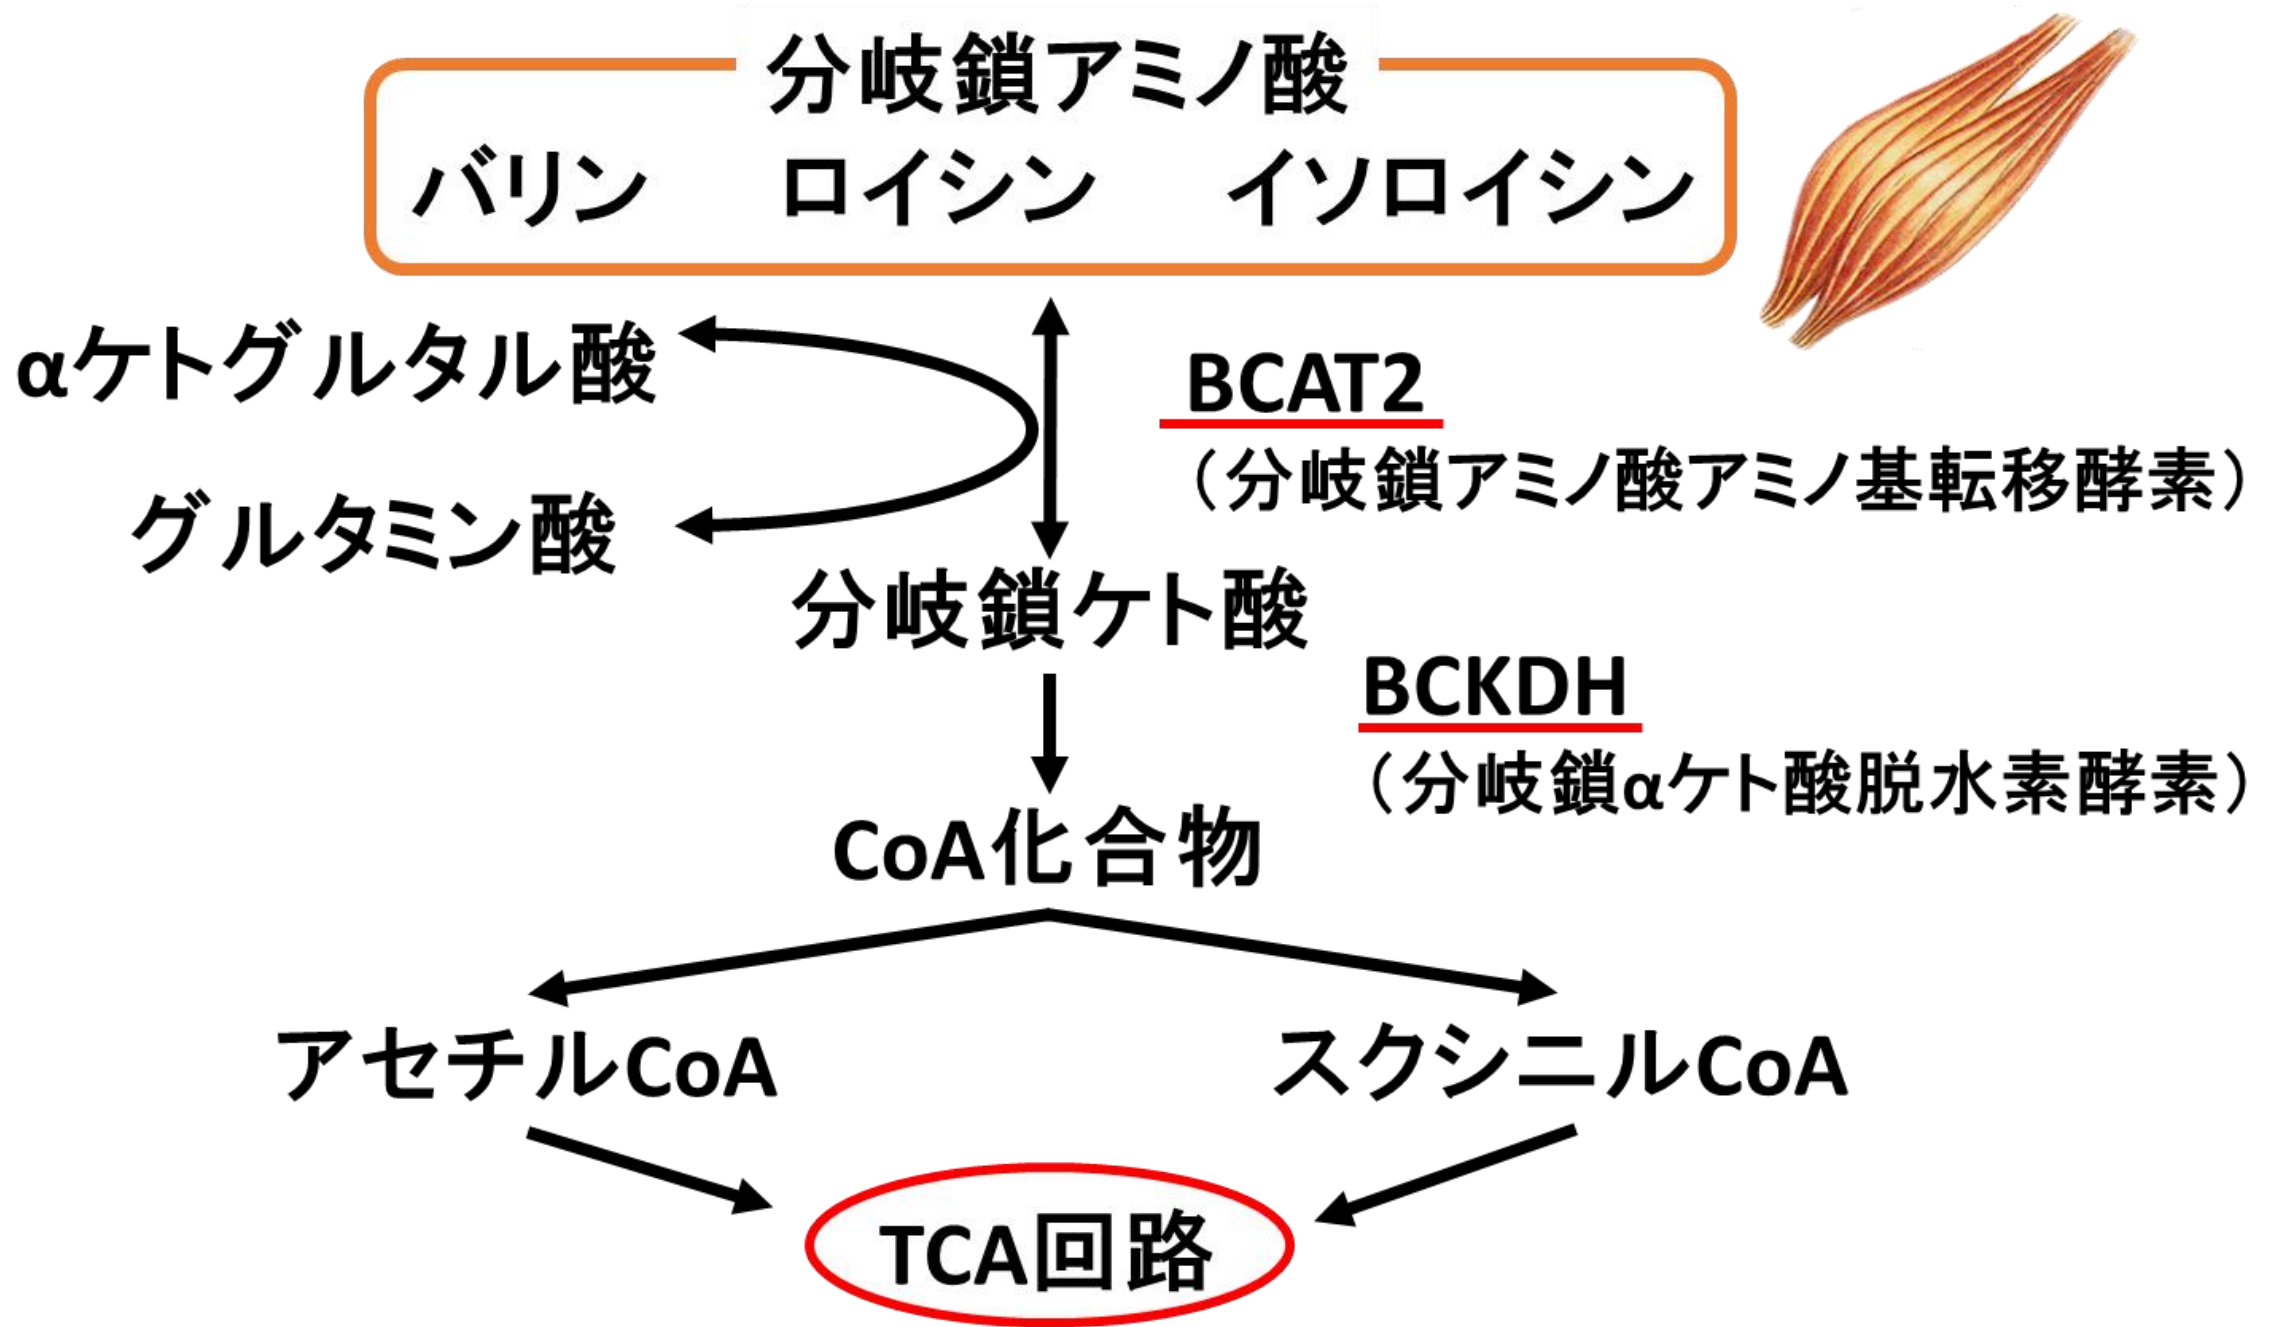 分岐鎖アミノ酸
バリン ロイシン イソロイシン
αケトグルタル酸
BCAT2
（分岐鎖アミノ酸アミノ基転移酵素）
グルタミン酸
分岐鎖ケト酸
BCKDH
（分岐鎖αケト酸脱水素酵素）
CoA化合物
アセチルCoA スクシニルCoA
TCA回路